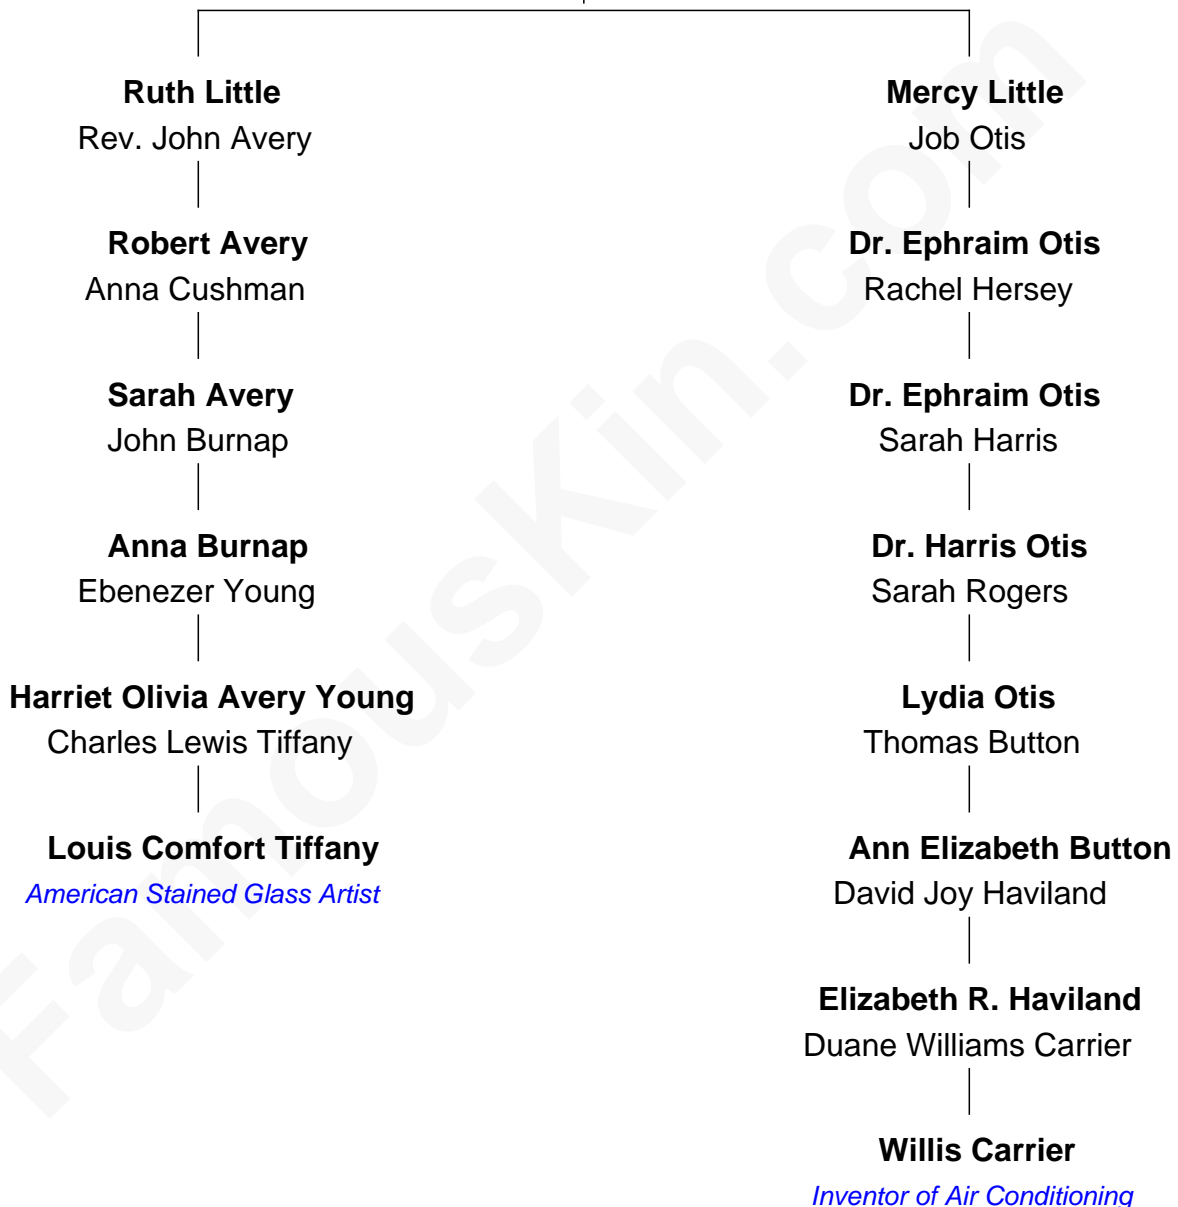 Ruth Little
Rev. John Avery
Robert Avery
Anna Cushman
Sarah Avery
John Burnap
Anna Burnap
Ebenezer Young
Harriet Olivia Avery Young
Charles Lewis Tiffany
Louis Comfort Tiffany
American Stained Glass Artist
Mercy Little
Job Otis
Dr. Ephraim Otis
Rachel Hersey
Dr. Ephraim Otis
Sarah Harris
Dr. Harris Otis
Sarah Rogers
Lydia Otis
Thomas Button
Ann Elizabeth Button
David Joy Haviland
Elizabeth R. Haviland
Duane Williams Carrier
Willis Carrier
Inventor of Air Conditioning
FamousKin.com